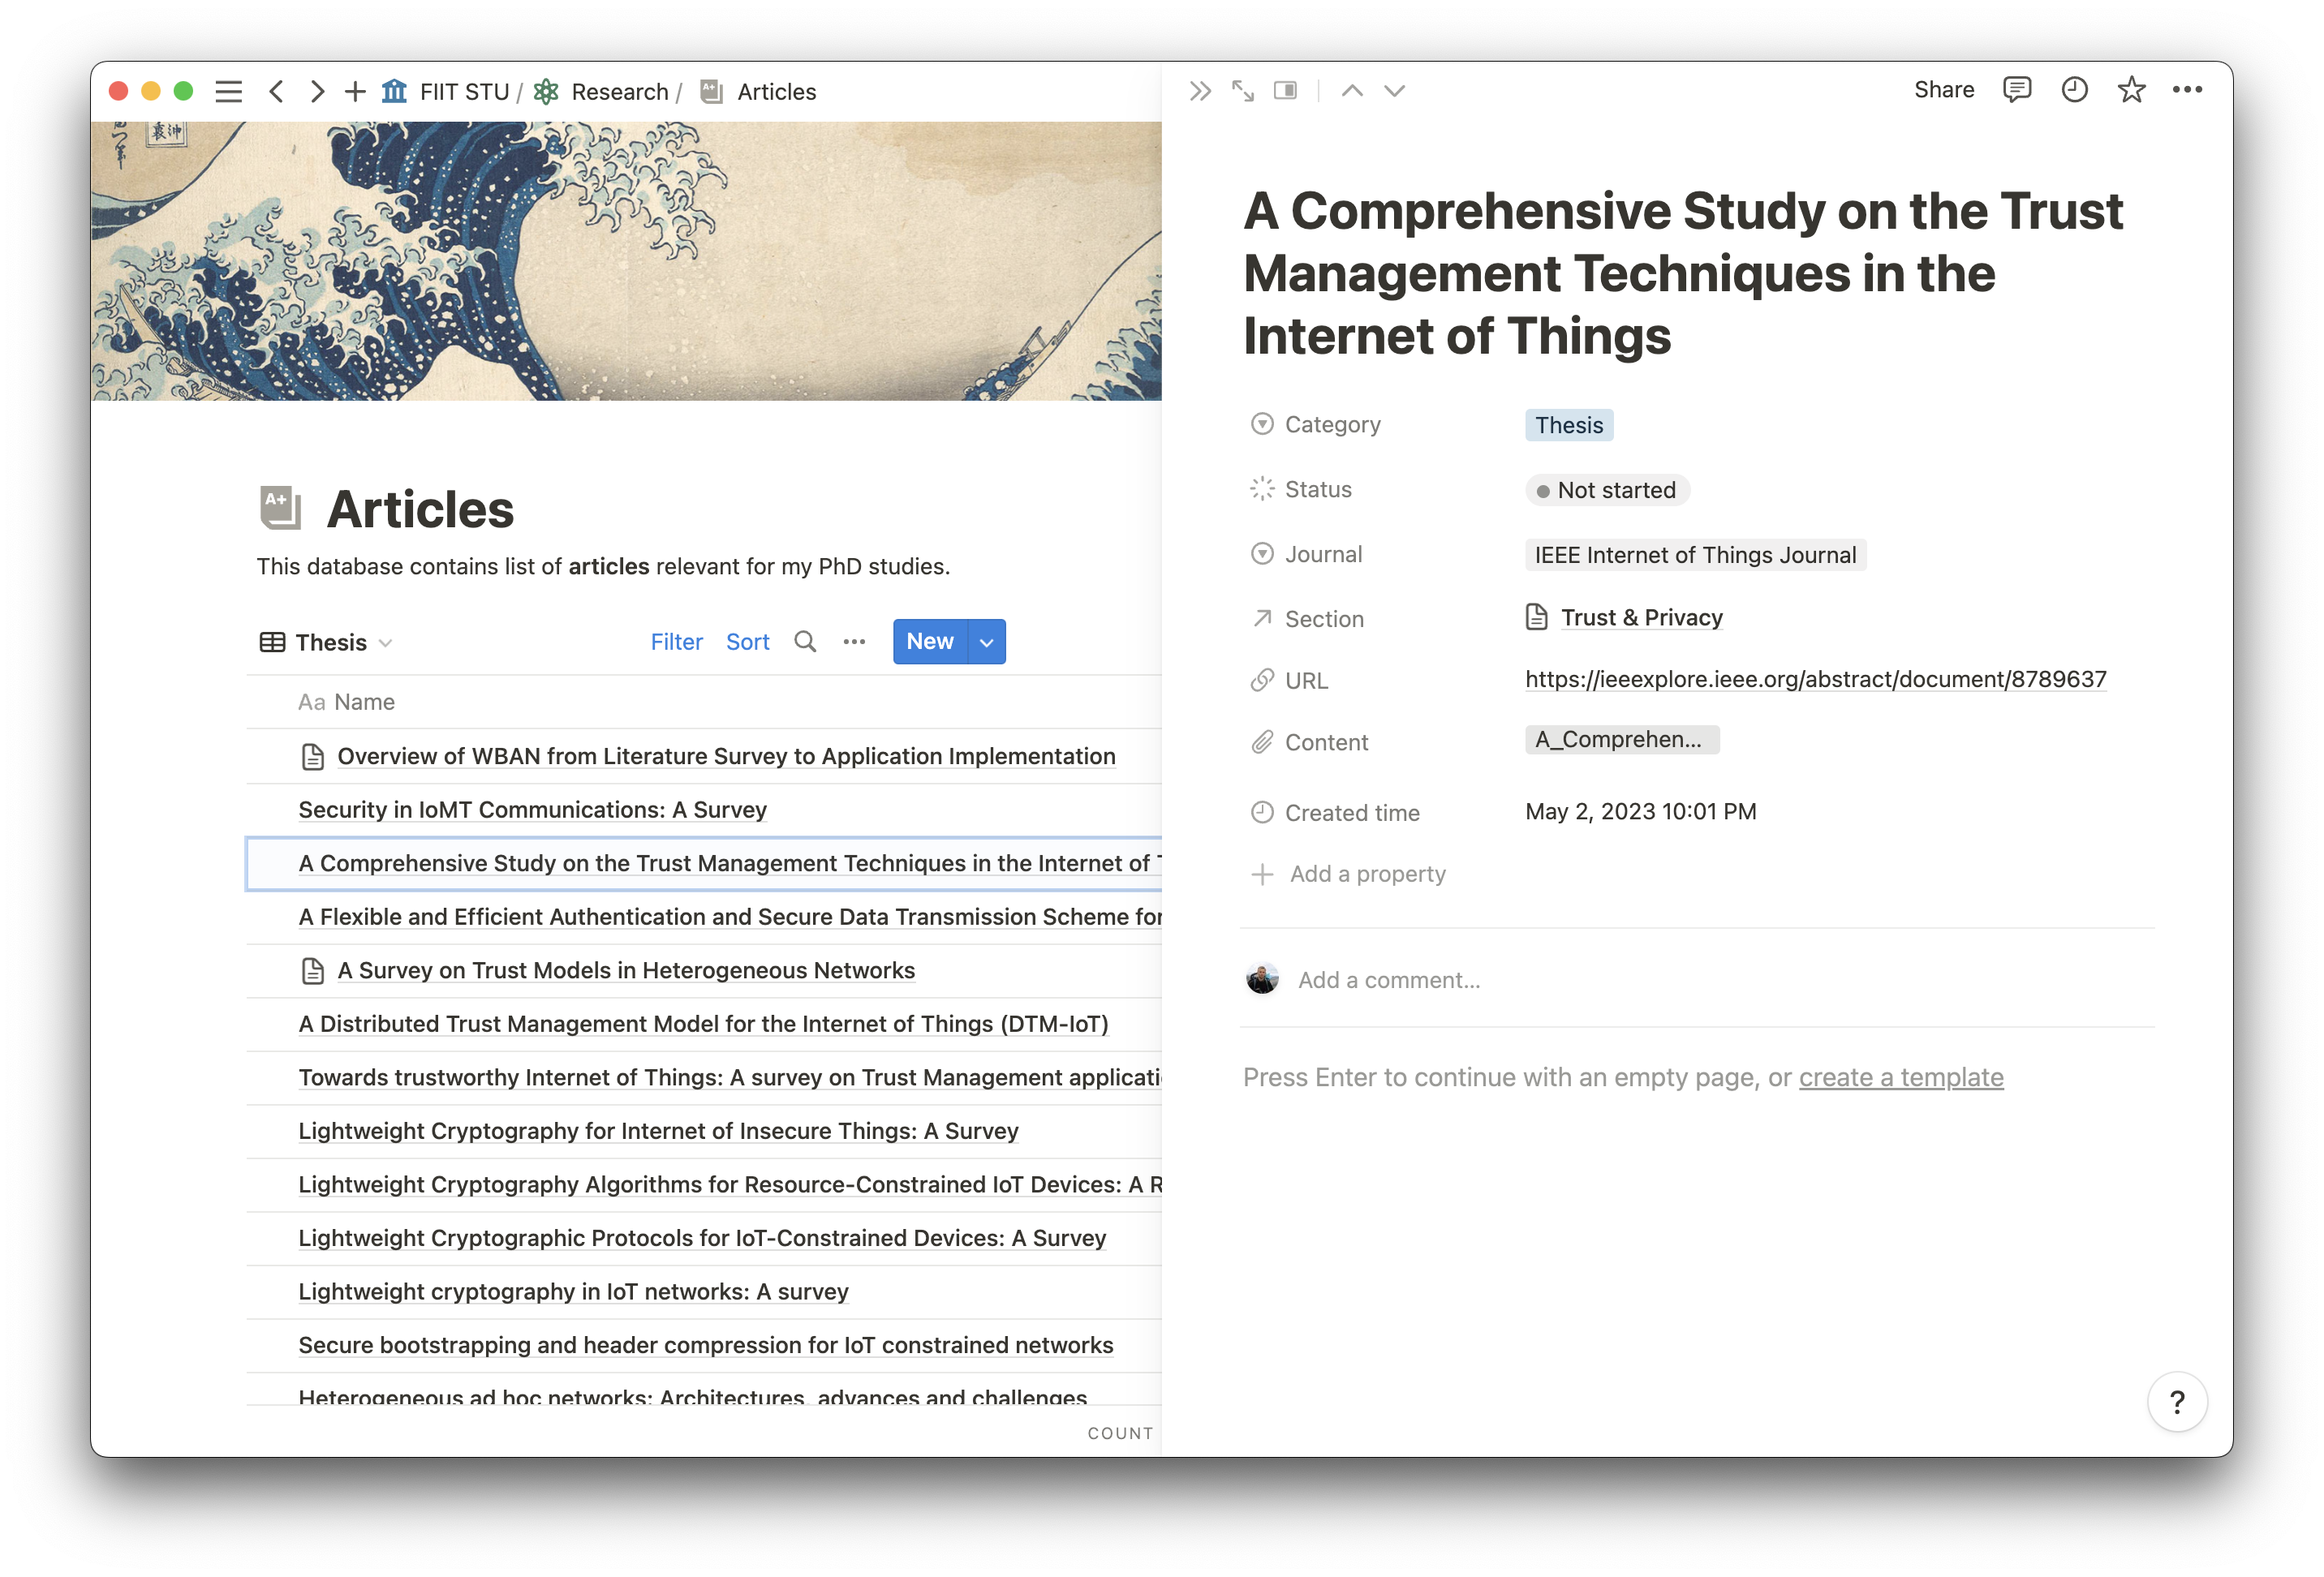 FIIT STU / Research / Articles
Articles
This database contains list of articles relevant for my PhD studies.
Thesis Filter Sort New
Aa Name
Overview of WBAN from Literature Survey to Application Implementation
Security in IoMT Communications: A Survey
A Comprehensive Study on the Trust Management Techniques in the Internet of
A Flexible and Efficient Authentication and Secure Data Transmission Scheme for
A Survey on Trust Models in Heterogeneous Networks
A Distributed Trust Management Model for the Internet of Things (DTM-IoT)
Towards trustworthy Internet of Things: A survey on Trust Management applicati
Lightweight Cryptography for Internet of Insecure Things: A Survey
Lightweight Cryptography Algorithms for Resource-Constrained IoT Devices: A R
Lightweight Cryptographic Protocols for IoT-Constrained Devices: A Survey
Lightweight cryptography in IoT networks: A survey
Secure bootstrapping and header compression for IoT constrained networks
Heterogeneous ad hoc networks: Architectures, advances and challenges
COUNT
Share
A Comprehensive Study on the Trust
Management Techniques in the
Internet of Things
Category Thesis
Status Not started
Journal IEEE Internet of Things Journal
Section Trust & Privacy
URL https://ieeexplore.ieee.org/abstract/document/8789637
Content A_Comprehen...
Created time May 2, 2023 10:01 PM
Add a property
Add a comment...
Press Enter to continue with an empty page, or create a template
?